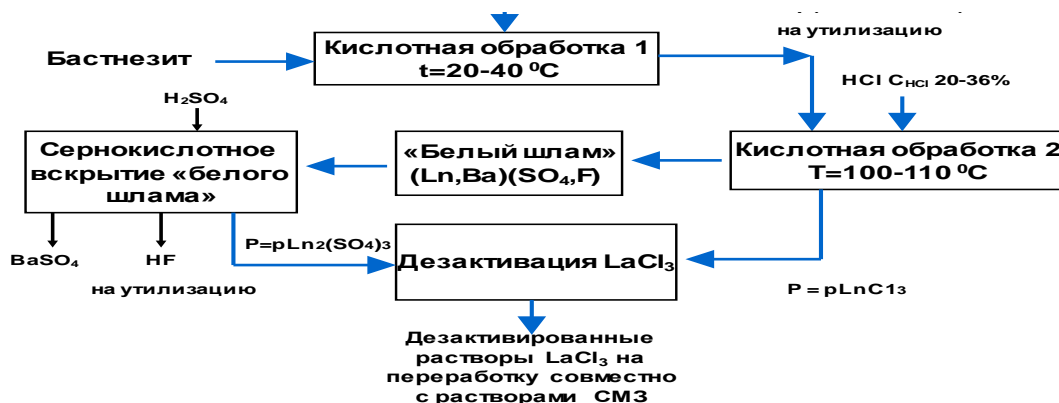 на утилизацию
Кислотная обработка 1
t=20-40 ⁰C
Бастнезит
HCl C_HCl 20-36%
H₂SO₄
Сернокислотное
вскрытие «белого
шлама»
«Белый шлам»
(Ln,Ba)(SO₄,F)
Кислотная обработка 2
T=100-110 ⁰C
P=pLn₂(SO₄)₃
Дезактивация LaCl₃
BaSO₄
HF
на утилизацию
P = pLnC1₃
Дезактивированные
растворы LaCl₃ на
переработку совместно
с растворами СМЗ